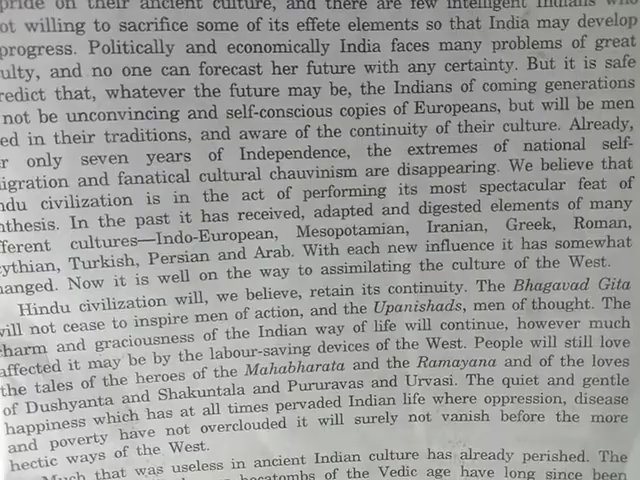 pride on their ancient culture, and there are few intelligent Indians who
ot willing to sacrifice some of its effete elements so that India may develop
progress. Politically and economically India faces many problems of great
ulty, and no one can forecast her future with any certainty. But it is safe
redict that, whatever the future may be, the Indians of coming generations
not be unconvincing and self-conscious copies of Europeans, but will be men
ed in their traditions, and aware of the continuity of their culture. Already,
r only seven years of Independence, the extremes of national self-
igration and fanatical cultural chauvinism are disappearing. We believe that
ndu civilization is in the act of performing its most spectacular feat of
nthesis. In the past it has received, adapted and digested elements of many
fferent cultures—Indo-European, Mesopotamian, Iranian, Greek, Roman,
cythian, Turkish, Persian and Arab. With each new influence it has somewhat
hanged. Now it is well on the way to assimilating the culture of the West.
Hindu civilization will, we believe, retain its continuity. The Bhagavad Gita
will not cease to inspire men of action, and the Upanishads, men of thought. The
charm and graciousness of the Indian way of life will continue, however much
affected it may be by the labour-saving devices of the West. People will still love
the tales of the heroes of the Mahabharata and the Ramayana and of the loves
of Dushyanta and Shakuntala and Pururavas and Urvasi. The quiet and gentle
happiness which has at all times pervaded Indian life where oppression, disease
and poverty have not overclouded it will surely not vanish before the more
hectic ways of the West.
Much that was useless in ancient Indian culture has already perished. The
hecatombs of the Vedic age have long since been